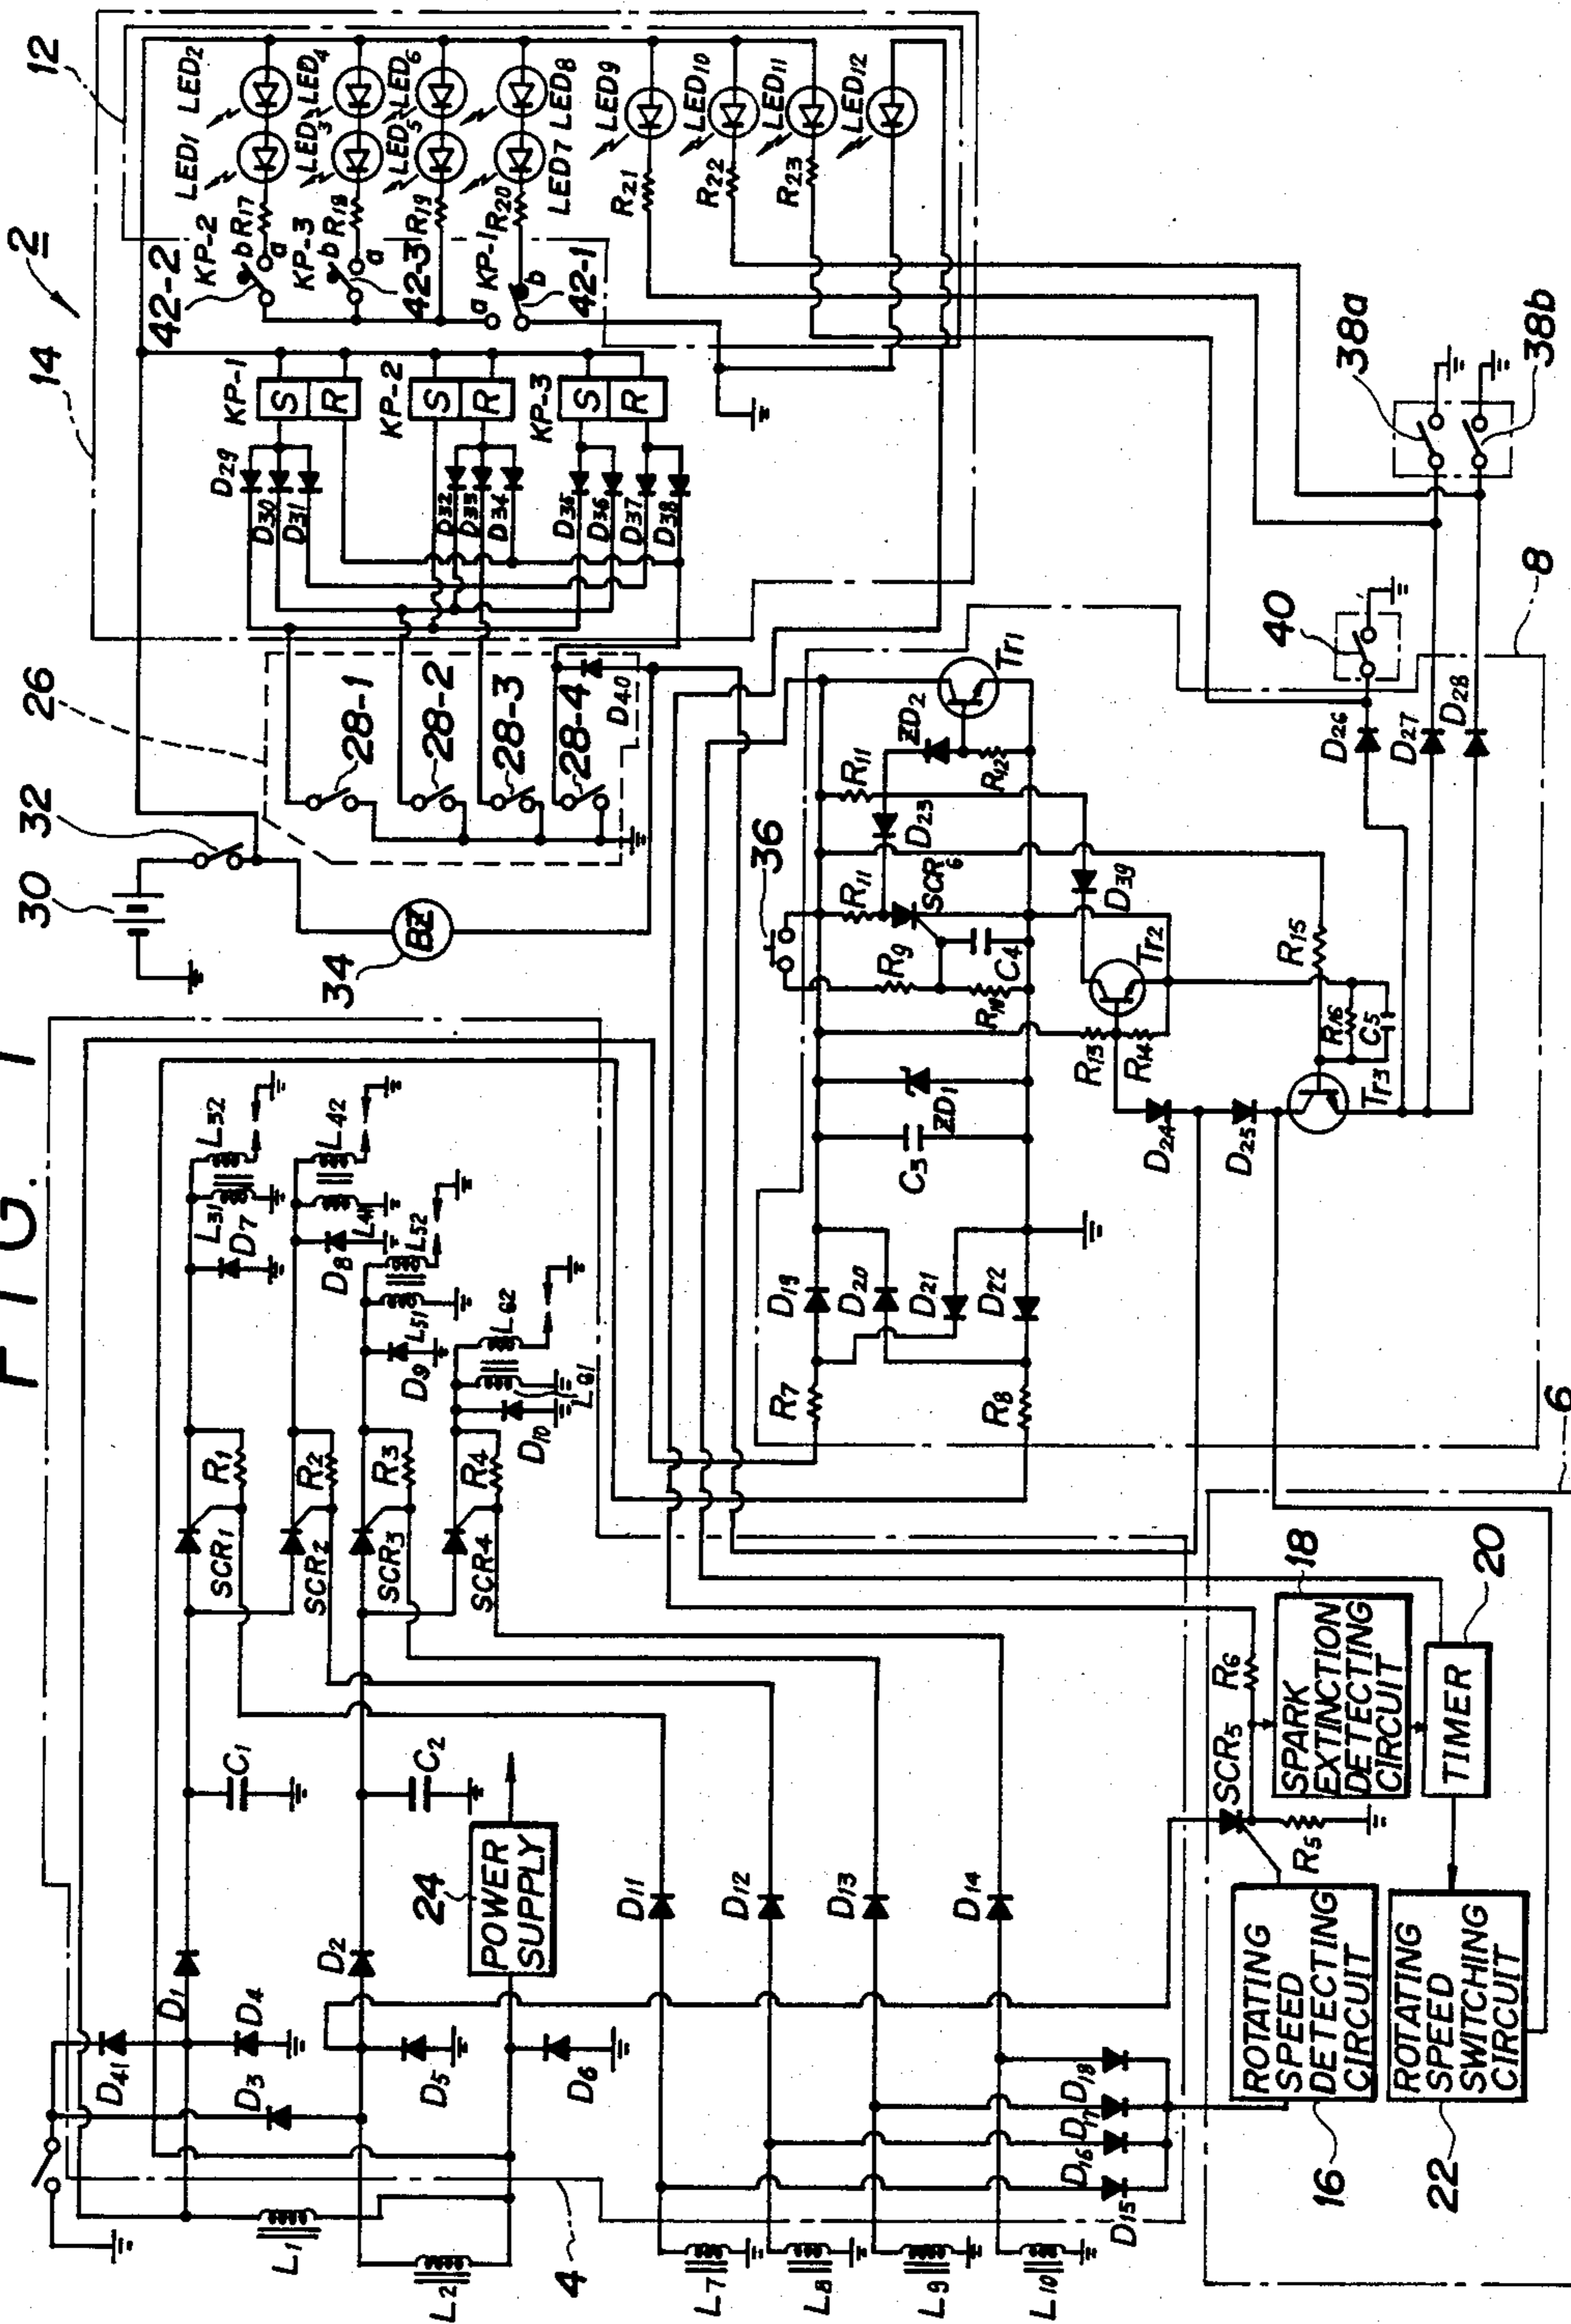 FIG. 1
2
14
12
26
32
30
34
BZ
28-1
28-2
28-3
28-4
D40
D29
D30
D31
D32
D33
D34
D35
D36
D37
D38
KP-1
S
R
KP-2
S
R
KP-3
S
R
42-2
KP-2
b
a
R17
LED1
LED2
KP-3
b
a
R18
LED3
LED4
42-3
R19
LED5
LED6
a
KP-1
b
42-1
R20
LED7
LED8
R21
LED9
R22
LED10
R23
LED11
LED12
38a
38b
40
8
D26
D27
D28
36
R7
R8
D19
D20
D21
D22
C3
ZD1
R9
R10
C4
R11
SCR6
D23
R11
ZD2
R12
Tr1
R13
R14
Tr2
D39
R15
R16
C5
Tr3
D24
D25
L1
L2
D41
D3
D4
D1
D2
D5
D6
24
POWER
SUPPLY
C1
C2
SCR1
R1
SCR2
R2
SCR3
R3
SCR4
R4
D7
L31
L32
D8
L41
L42
D9
L51
L52
D10
L61
L62
4
L7
L8
L9
L10
D11
D12
D13
D14
D15
D16
D17
D18
6
16
ROTATING
SPEED
DETECTING
CIRCUIT
22
ROTATING
SPEED
SWITCHING
CIRCUIT
SCR5
R5
R6
18
SPARK
EXTINCTION
DETECTING
CIRCUIT
20
TIMER